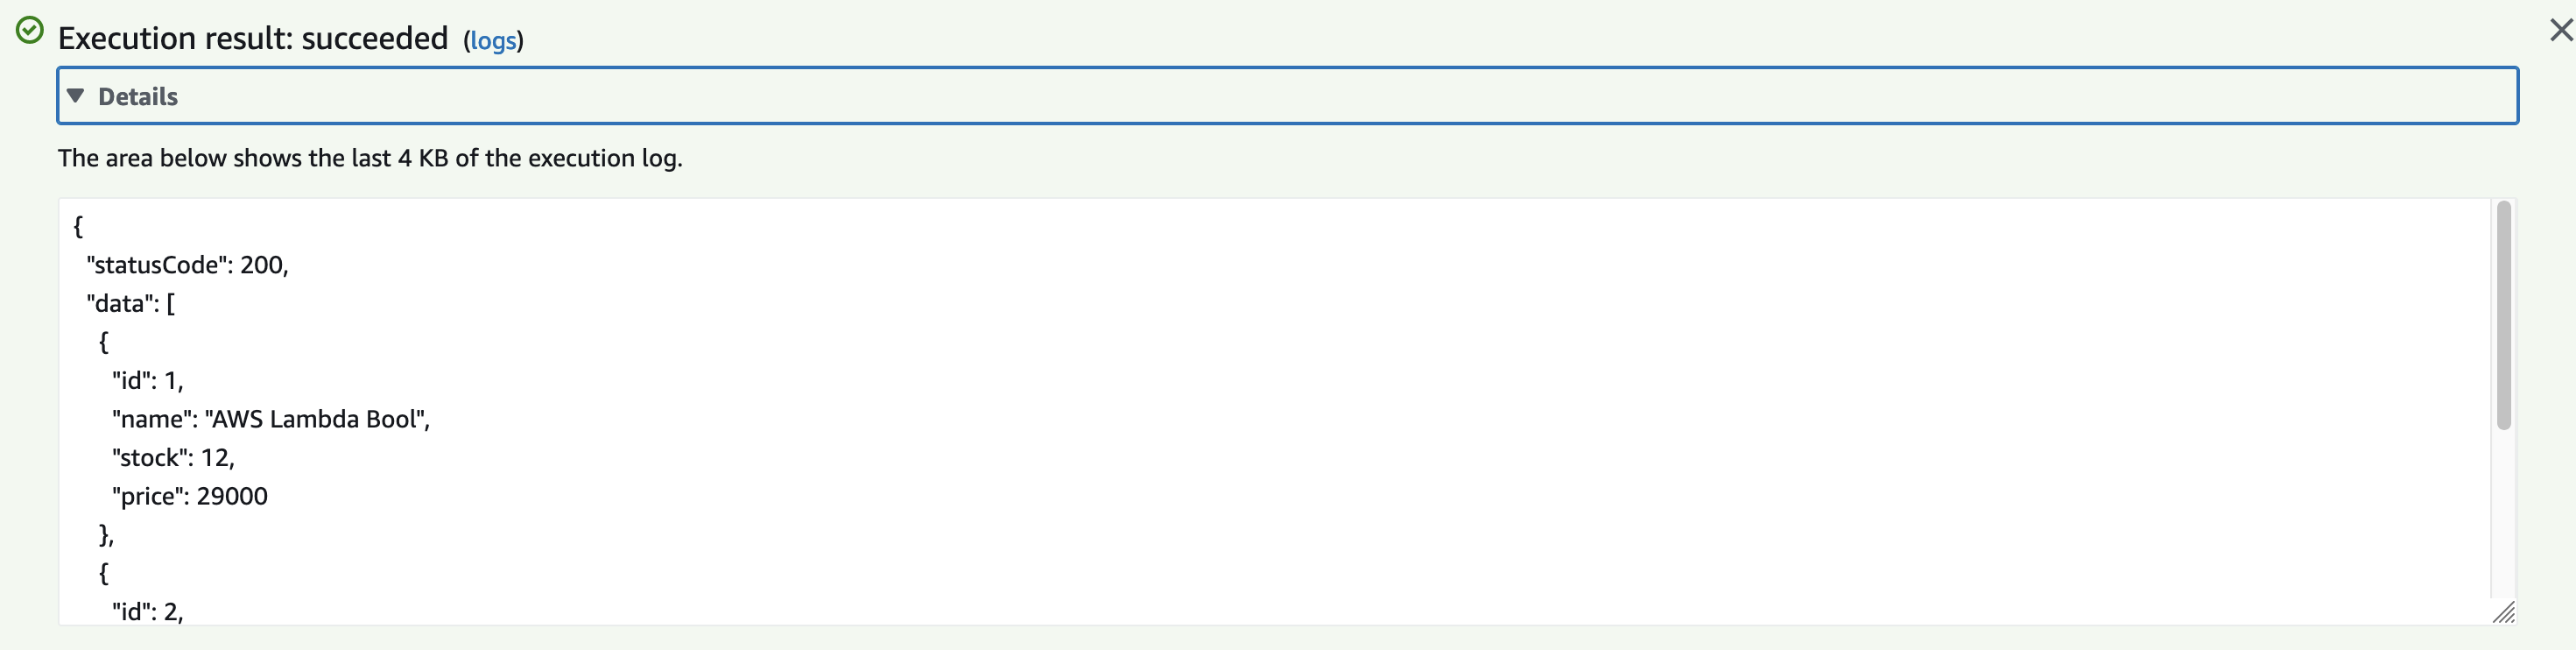 Execution result: succeeded (logs)
Details
The area below shows the last 4 KB of the execution log.
{
"statusCode": 200,
"data": [
{
"id": 1,
"name": "AWS Lambda Bool",
"stock": 12,
"price": 29000
},
{
"id": 2,